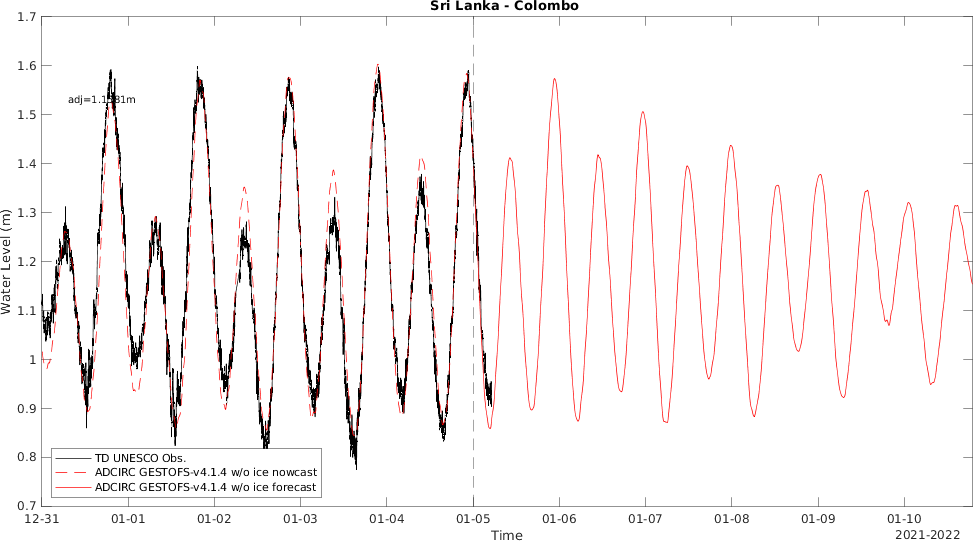 Sri Lanka - Colombo
1.7
1.6
1.5
1.4
1.3
1.2
1.1
1
0.9
0.8
0.7
Water Level (m)
TD UNESCO Obs.
ADCIRC GESTOFS-v4.1.4 w/o ice nowcast
ADCIRC GESTOFS-v4.1.4 w/o ice forecast
12-31 01-01 01-02 01-03 01-04 01-05 01-06 01-07 01-08 01-09 01-10
Time
2021-2022